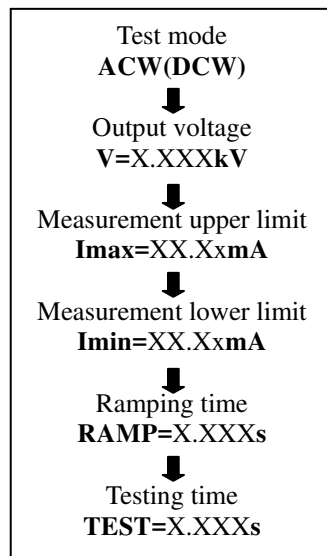 Test mode
ACW(DCW)
Output voltage
V=X.XXXkV
Measurement upper limit
Imax=XX.XxmA
Measurement lower limit
Imin=XX.XxmA
Ramping time
RAMP=X.XXXs
Testing time
TEST=X.XXXs